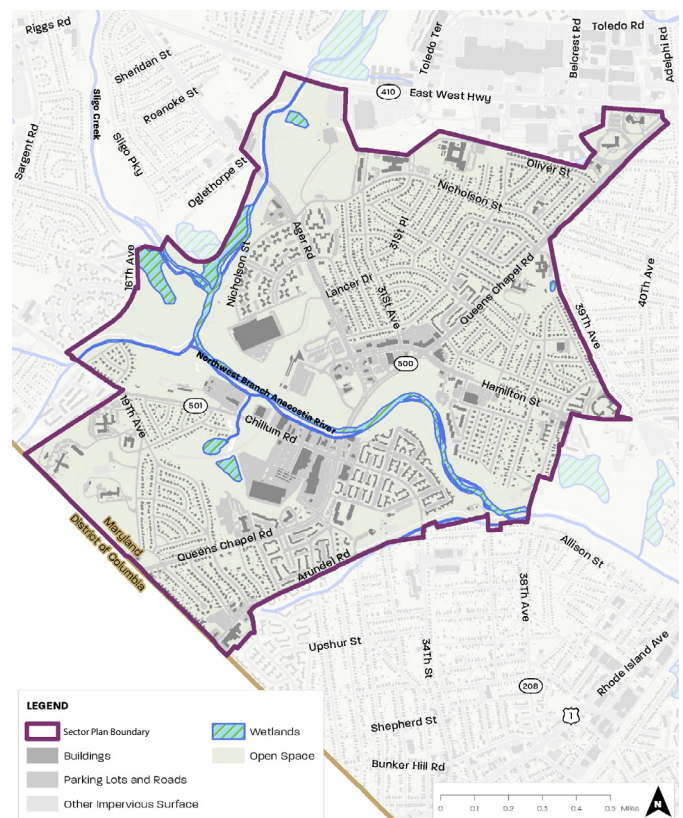 Riggs Rd
Toledo Ter
Belcrest Rd
Toledo Rd
Adelphi Rd
Sheridan St
410
East West Hwy
Sligo Creek
Roanoke St
Sligo Pky
Sargent Rd
Oglethorpe St
Oliver St
Nicholson St
16Th Ave
Nicholson St
Ager Rd
31St Pl
Queens Chapel Rd
40Th Ave
Lancer Dr
31St Ave
39Th Ave
Northwest Branch Anacostia River
500
Hamilton St
501
19Th Ave
Chillum Rd
Maryland
District of Columbia
Queens Chapel Rd
Arundel Rd
Allison St
38Th Ave
Upshur St
34Th St
Rhode Island Ave
208
1
Shepherd St
Bunker Hill Rd
LEGEND
Sector Plan Boundary
Wetlands
Buildings
Open Space
Parking Lots and Roads
Other Impervious Surface
0 0.1 0.2 0.3 0.4 0.5 Miles
N